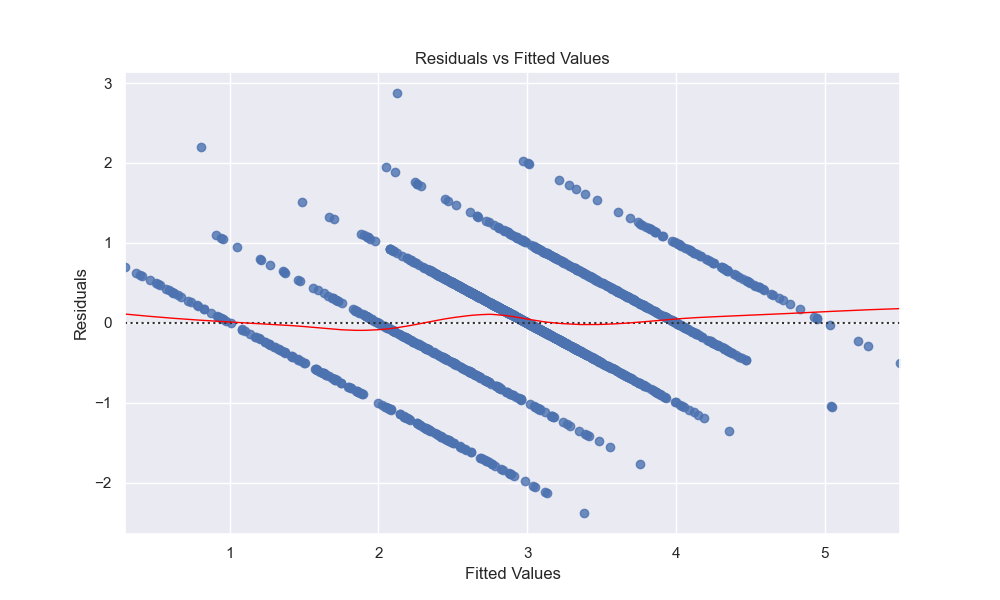 Residuals vs Fitted Values
3
2
1
0
−1
−2
Residuals
1 2 3 4 5
Fitted Values